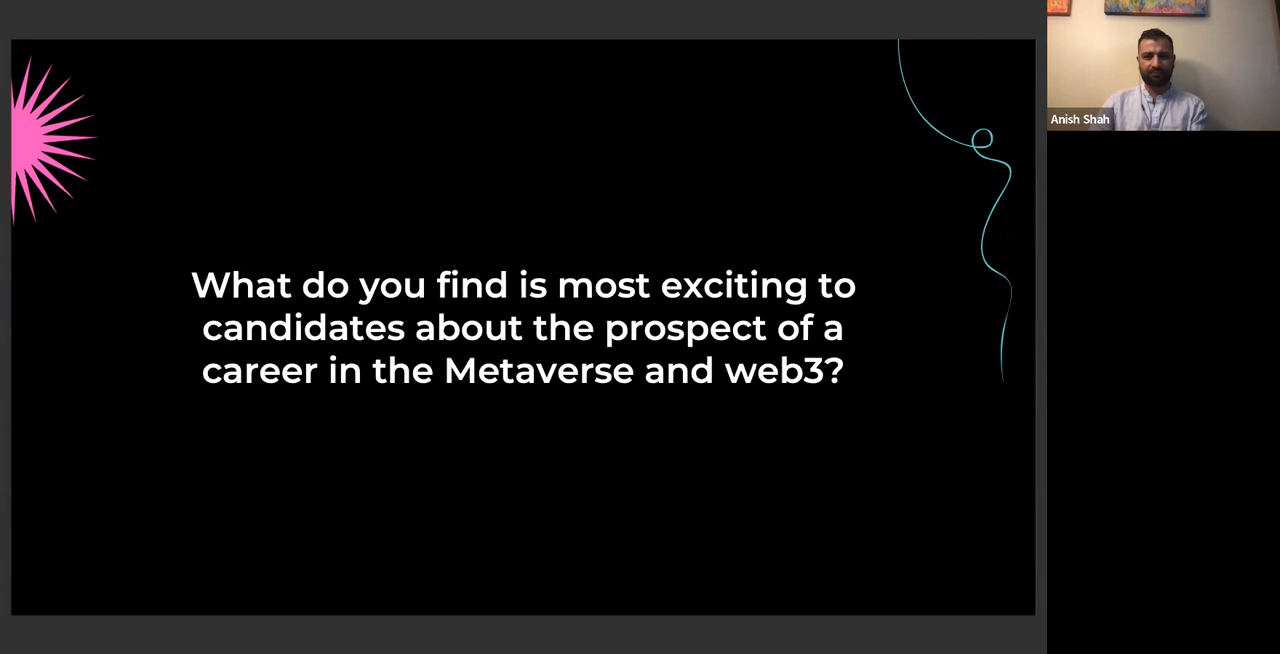 What do you find is most exciting to
candidates about the prospect of a
career in the Metaverse and web3?
Anish Shah